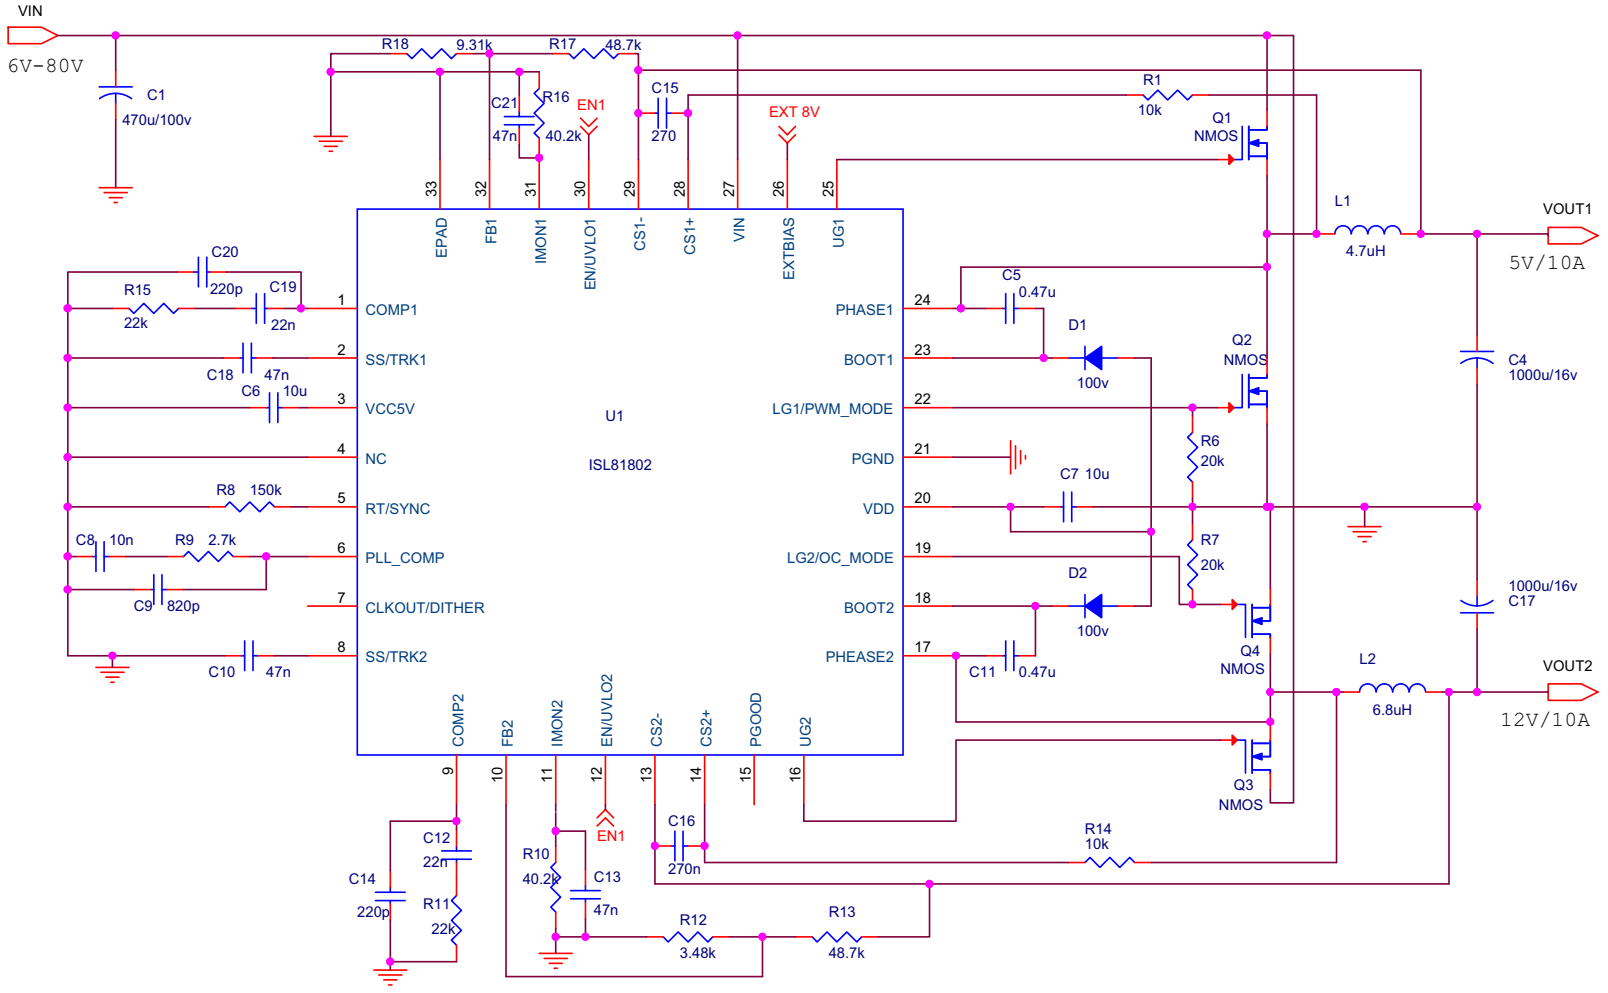 VIN
6V-80V
C1
470u/100v
R18
9.31k
R17
48.7k
C21
47n
R16
40.2k
EN1
C15
270
EXT 8V
R1
10k
Q1
NMOS
33
32
31
30
29
28
27
26
25
EPAD
FB1
IMON1
EN/UVLO1
CS1-
CS1+
VIN
EXTBIAS
UG1
L1
4.7uH
VOUT1
5V/10A
C20
220p
R15
22k
C19
22n
1
COMP1
C18
47n
2
SS/TRK1
C6
10u
3
VCC5V
4
NC
R8
150k
5
RT/SYNC
C8
10n
R9
2.7k
6
PLL_COMP
C9
820p
7
CLKOUT/DITHER
C10
47n
8
SS/TRK2
U1
ISL81802
PHASE1
24
C5
0.47u
BOOT1
23
D1
100v
LG1/PWM_MODE
22
Q2
NMOS
R6
20k
PGND
21
C7
10u
VDD
20
C4
1000u/16v
LG2/OC_MODE
19
R7
20k
D2
100v
BOOT2
18
PHEASE2
17
C11
0.47u
Q4
NMOS
1000u/16v
C17
L2
6.8uH
VOUT2
12V/10A
Q3
NMOS
COMP2
FB2
IMON2
EN/UVLO2
CS2-
CS2+
PGOOD
UG2
9
10
11
12
13
14
15
16
EN1
C12
22n
C14
220p
R11
22k
R10
40.2k
C13
47n
C16
270n
R14
10k
R12
3.48k
R13
48.7k